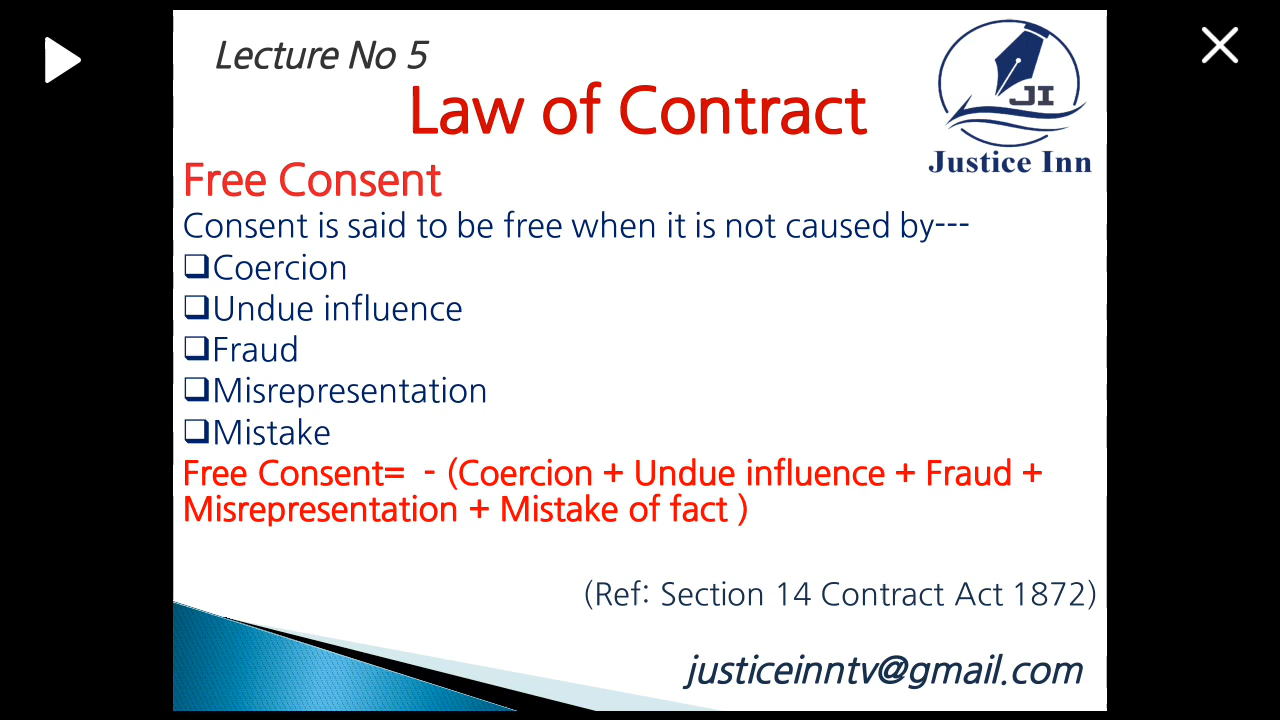 Lecture No 5
Law of Contract
JI
Justice Inn
Free Consent
Consent is said to be free when it is not caused by---
❑Coercion
❑Undue influence
❑Fraud
❑Misrepresentation
❑Mistake
Free Consent= - (Coercion + Undue influence + Fraud +
Misrepresentation + Mistake of fact )
(Ref: Section 14 Contract Act 1872)
justiceinntv@gmail.com